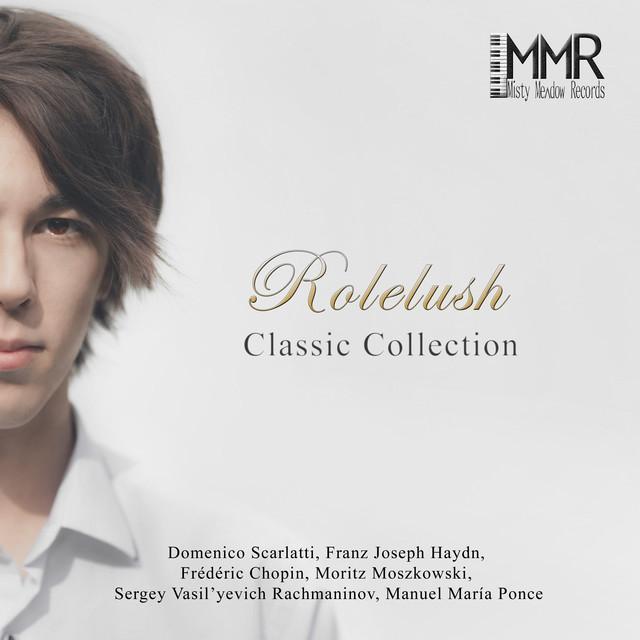 MMR
Misty Meadow Records
Rolelush
Classic Collection
Domenico Scarlatti, Franz Joseph Haydn,
Frédéric Chopin, Moritz Moszkowski,
Sergey Vasil’yevich Rachmaninov, Manuel María Ponce